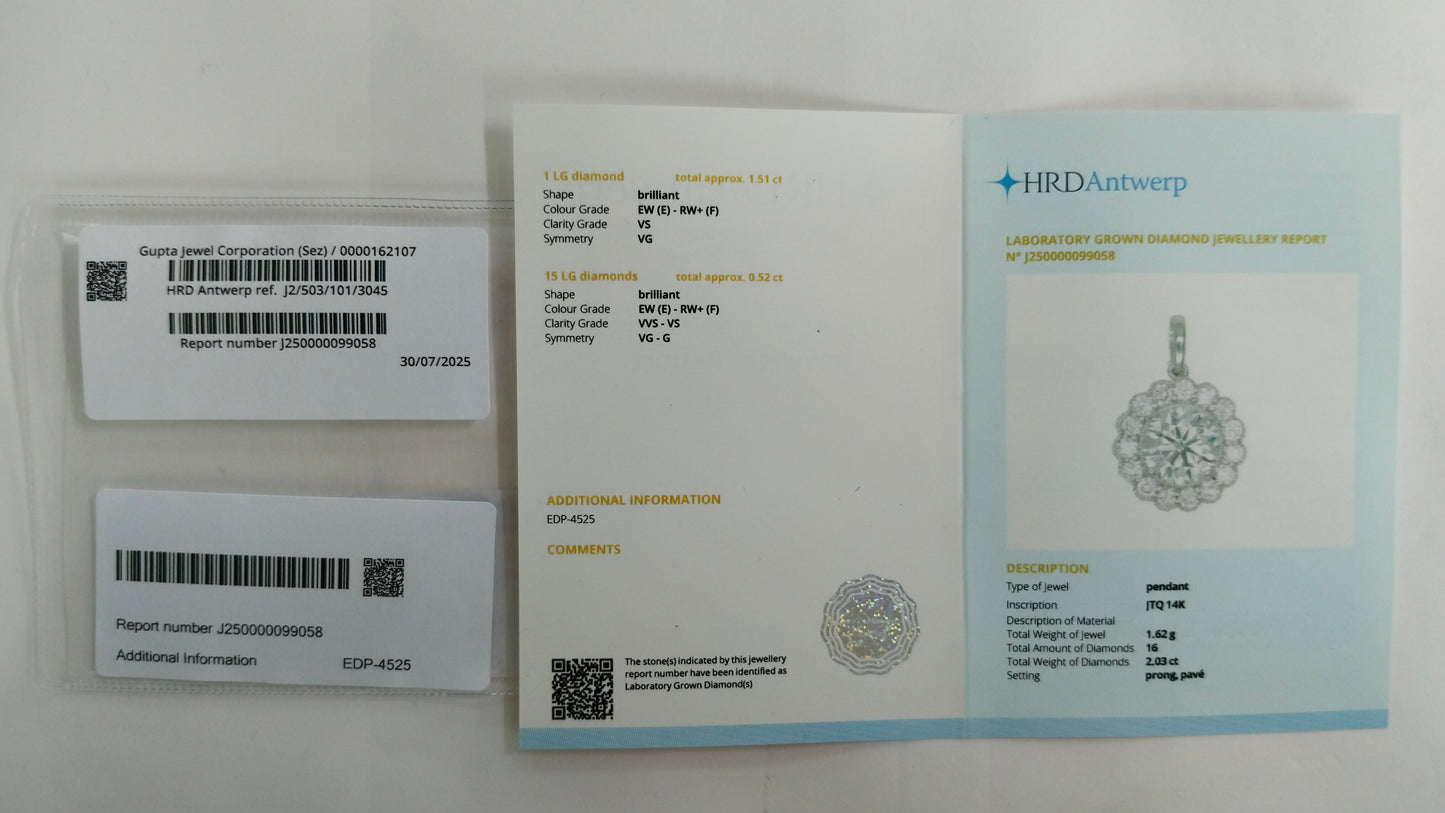 Gupta Jewel Corporation (Sez) / 0000162107
HRD Antwerp ref. J2/503/101/3045
Report number J250000099058
30/07/2025
Report number J250000099058
Additional Information EDP-4525
1 LG diamond total approx. 1.51 ct
Shape brilliant
Colour Grade EW (E) - RW+ (F)
Clarity Grade VS
Symmetry VG
15 LG diamonds total approx. 0.52 ct
Shape brilliant
Colour Grade EW (E) - RW+ (F)
Clarity Grade VVS - VS
Symmetry VG - G
ADDITIONAL INFORMATION
EDP-4525
COMMENTS
The stone(s) indicated by this jewellery
report number have been identified as
Laboratory Grown Diamond(s)
HRDAntwerp
LABORATORY GROWN DIAMOND JEWELLERY REPORT
N° J250000099058
DESCRIPTION
Type of Jewel pendant
Inscription JTQ 14K
Description of Material
Total Weight of Jewel 1.62 g
Total Amount of Diamonds 16
Total Weight of Diamonds 2.03 ct
Setting prong, pavé